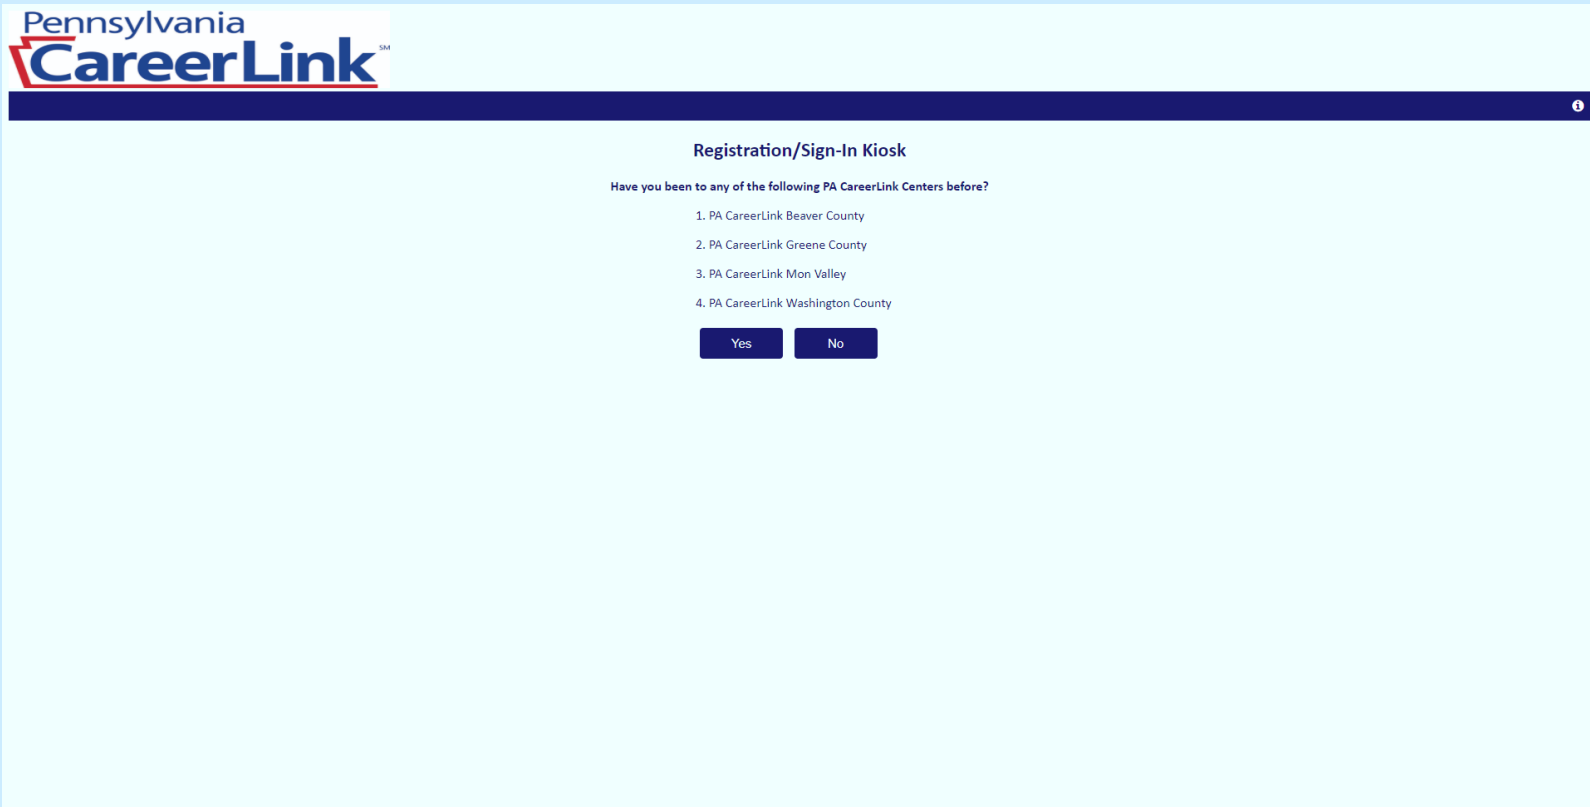 Pennsylvania
CareerLink℠
Registration/Sign-In Kiosk
Have you been to any of the following PA CareerLink Centers before?
1. PA CareerLink Beaver County
2. PA CareerLink Greene County
3. PA CareerLink Mon Valley
4. PA CareerLink Washington County
Yes No